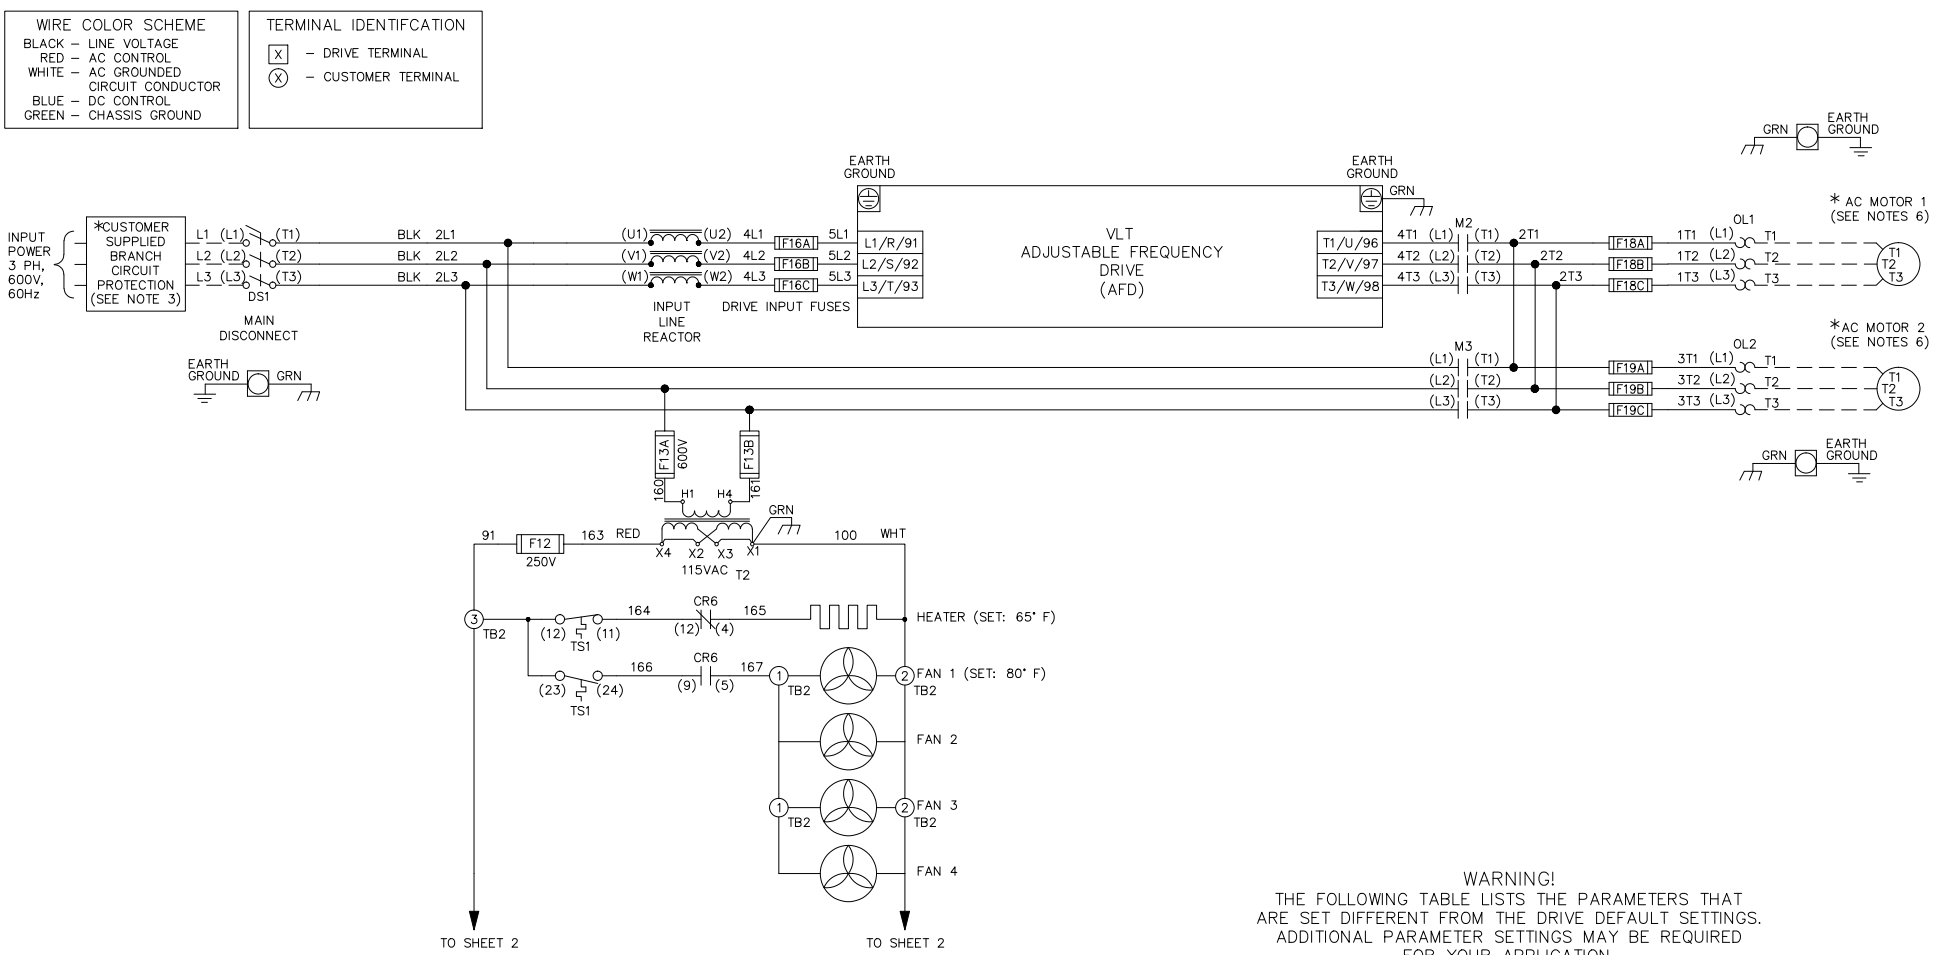 WIRE COLOR SCHEME
BLACK – LINE VOLTAGE
RED – AC CONTROL
WHITE – AC GROUNDED
CIRCUIT CONDUCTOR
BLUE – DC CONTROL
GREEN – CHASSIS GROUND
TERMINAL IDENTIFCATION
X – DRIVE TERMINAL
X – CUSTOMER TERMINAL
INPUT
POWER
3 PH,
600V,
60Hz
*CUSTOMER
SUPPLIED
BRANCH
CIRCUIT
PROTECTION
(SEE NOTE 3)
L1 (L1) (T1) BLK 2L1 (U1) (U2) 4L1 F16A 5L1 L1/R/91
L2 (L2) (T2) BLK 2L2 (V1) (V2) 4L2 F16B 5L2 L2/S/92
L3 (L3) (T3) BLK 2L3 (W1) (W2) 4L3 F16C 5L3 L3/T/93
DS1
MAIN
DISCONNECT
INPUT
LINE
REACTOR
DRIVE INPUT FUSES
EARTH
GROUND
GRN
EARTH
GROUND
VLT
ADJUSTABLE FREQUENCY
DRIVE
(AFD)
EARTH
GROUND
GRN
M2
T1/U/96 4T1 (L1) (T1) 2T1 F18A 1T1 (L1) T1
T2/V/97 4T2 (L2) (T2) 2T2 F18B 1T2 (L2) T2
T3/W/98 4T3 (L3) (T3) 2T3 F18C 1T3 (L3) T3
OL1
GRN
EARTH
GROUND
* AC MOTOR 1
(SEE NOTES 6)
T1
T2
T3
M3
(L1) (T1) F19A 3T1 (L1) T1
(L2) (T2) F19B 3T2 (L2) T2
(L3) (T3) F19C 3T3 (L3) T3
OL2
*AC MOTOR 2
(SEE NOTES 6)
T1
T2
T3
GRN
EARTH
GROUND
F13A
600V
F13B
160
161
H1 H4
GRN
91 F12 163 RED
250V
X4 X2 X3 X1
100 WHT
115VAC T2
3
TB2
(12) (11)
TS1
164
CR6
(12) (4)
165
HEATER (SET: 65° F)
(23) (24)
TS1
166
CR6
(9) (5)
167
1
TB2
2
TB2
FAN 1 (SET: 80° F)
FAN 2
1
TB2
2
TB2
FAN 3
FAN 4
TO SHEET 2
TO SHEET 2
WARNING!
THE FOLLOWING TABLE LISTS THE PARAMETERS THAT
ARE SET DIFFERENT FROM THE DRIVE DEFAULT SETTINGS.
ADDITIONAL PARAMETER SETTINGS MAY BE REQUIRED
FOR YOUR APPLICATION